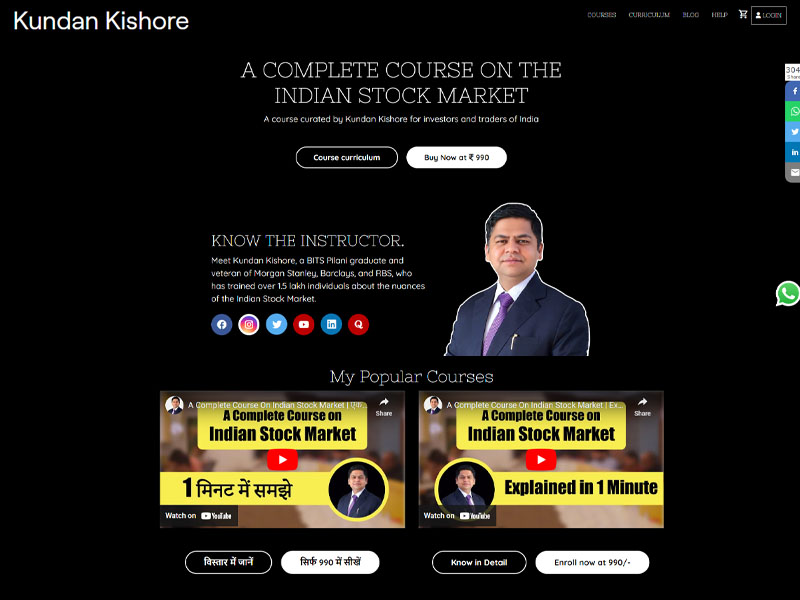 Kundan Kishore
COURSES CURRICULUM BLOG HELP LOGIN
A COMPLETE COURSE ON THE
INDIAN STOCK MARKET
A course curated by Kundan Kishore for investors and traders of India
Course curriculum
Buy Now at ₹ 990
304
Shares
KNOW THE INSTRUCTOR.
Meet Kundan Kishore, a BITS Pilani graduate and
veteran of Morgan Stanley, Barclays, and RBS, who
has trained over 1.5 lakh individuals about the nuances
of the Indian Stock Market.
My Popular Courses
A Complete Course On Indian Stock Market | एक...
Share
A Complete Course on
Indian Stock Market
1 मिनट में समझे
Watch on YouTube
A Complete Course On Indian Stock Market | Ex...
Share
A Complete Course on
Indian Stock Market
Explained in 1 Minute
Watch on YouTube
विस्तार में जानें
सिर्फ 990 में सीखें
Know in Detail
Enroll now at 990/-